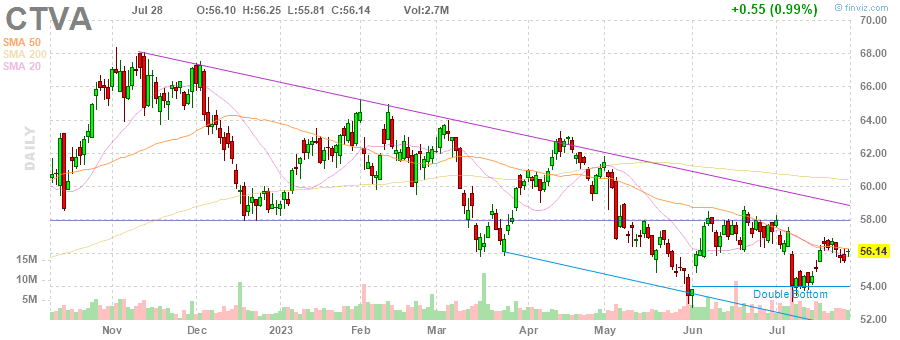 CTVA
Jul 28 O:56.10 H:56.25 L:55.81 C:56.14 Vol:2.7M
+0.55 (0.99%)
© finviz.com
SMA 50
SMA 200
SMA 20
DAILY
70.00
68.00
66.00
64.00
62.00
60.00
58.00
56.14
54.00
52.00
15M
10M
5M
Double Bottom
Nov Dec 2023 Feb Mar Apr May Jun Jul